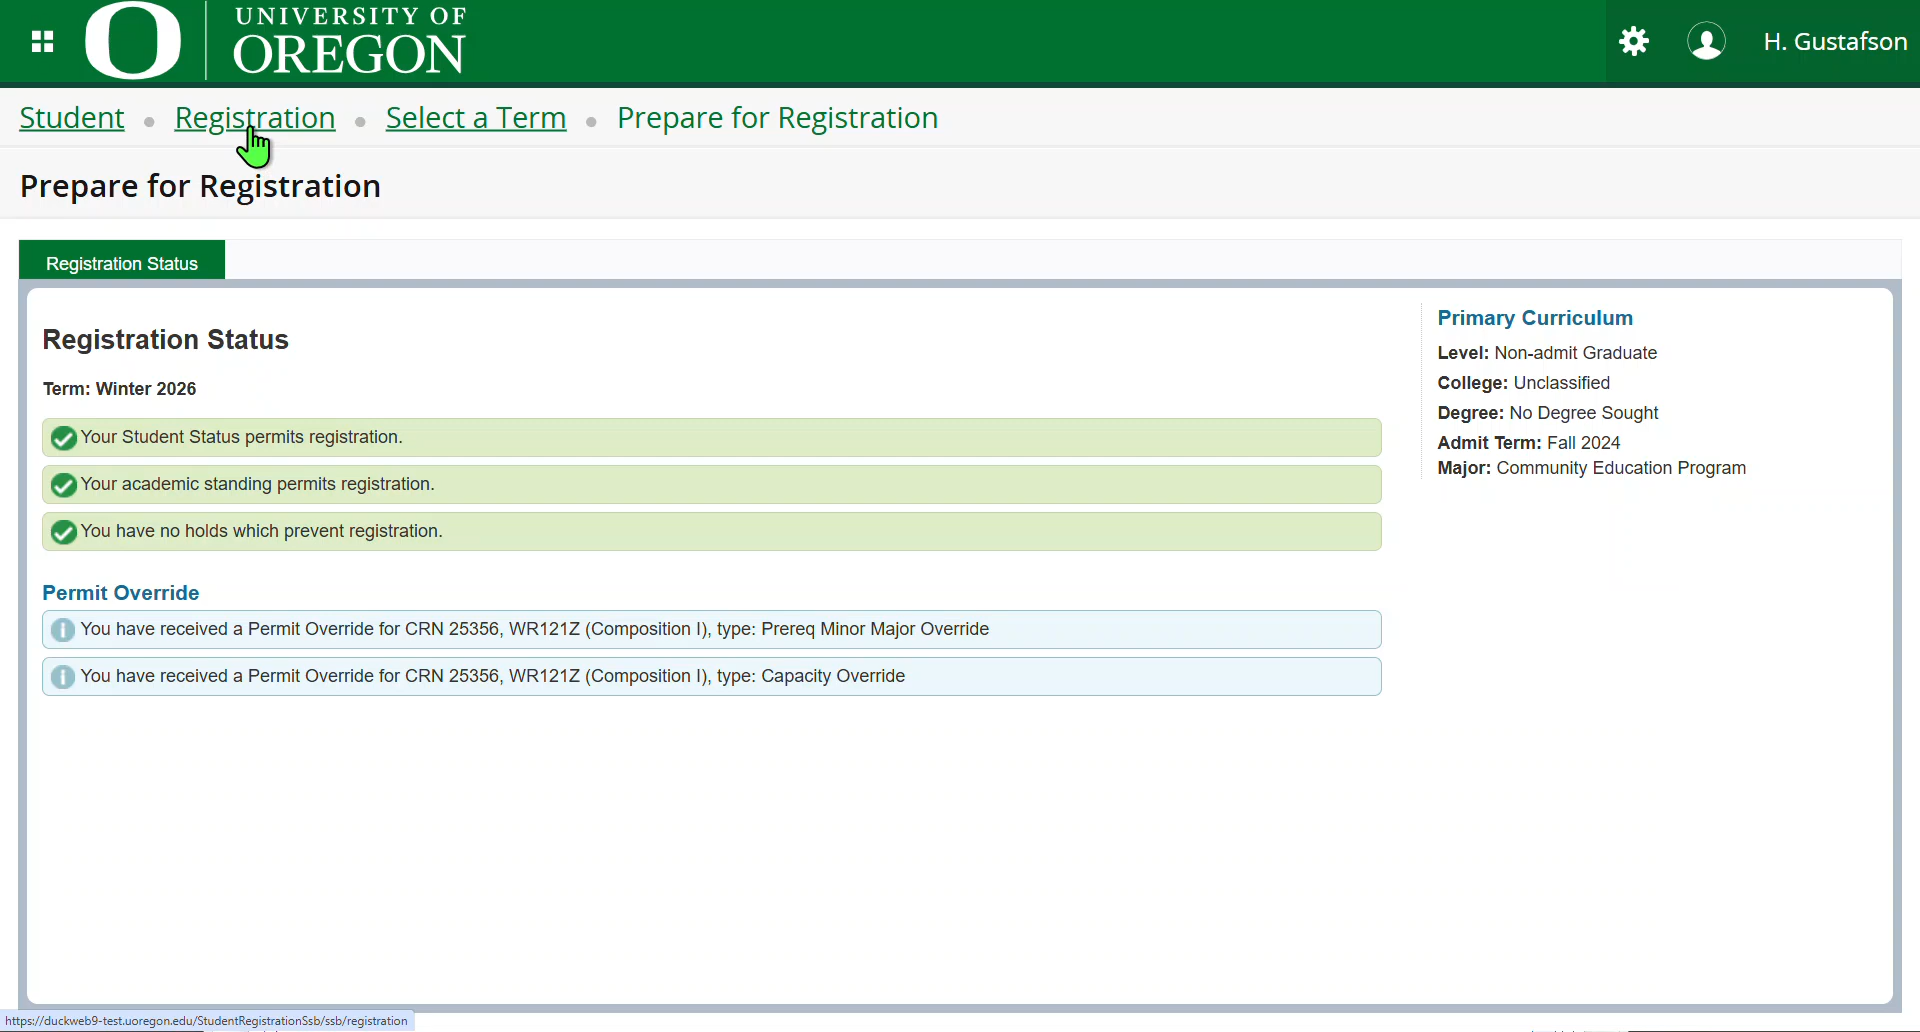 UNIVERSITY OF
OREGON
H. Gustafson
Student • Registration • Select a Term • Prepare for Registration
Prepare for Registration
Registration Status
Registration Status
Term: Winter 2026
Your Student Status permits registration.
Your academic standing permits registration.
You have no holds which prevent registration.
Permit Override
You have received a Permit Override for CRN 25356, WR121Z (Composition I), type: Prereq Minor Major Override
You have received a Permit Override for CRN 25356, WR121Z (Composition I), type: Capacity Override
Primary Curriculum
Level: Non-admit Graduate
College: Unclassified
Degree: No Degree Sought
Admit Term: Fall 2024
Major: Community Education Program
https://duckweb9-test.uoregon.edu/StudentRegistrationSsb/ssb/registration